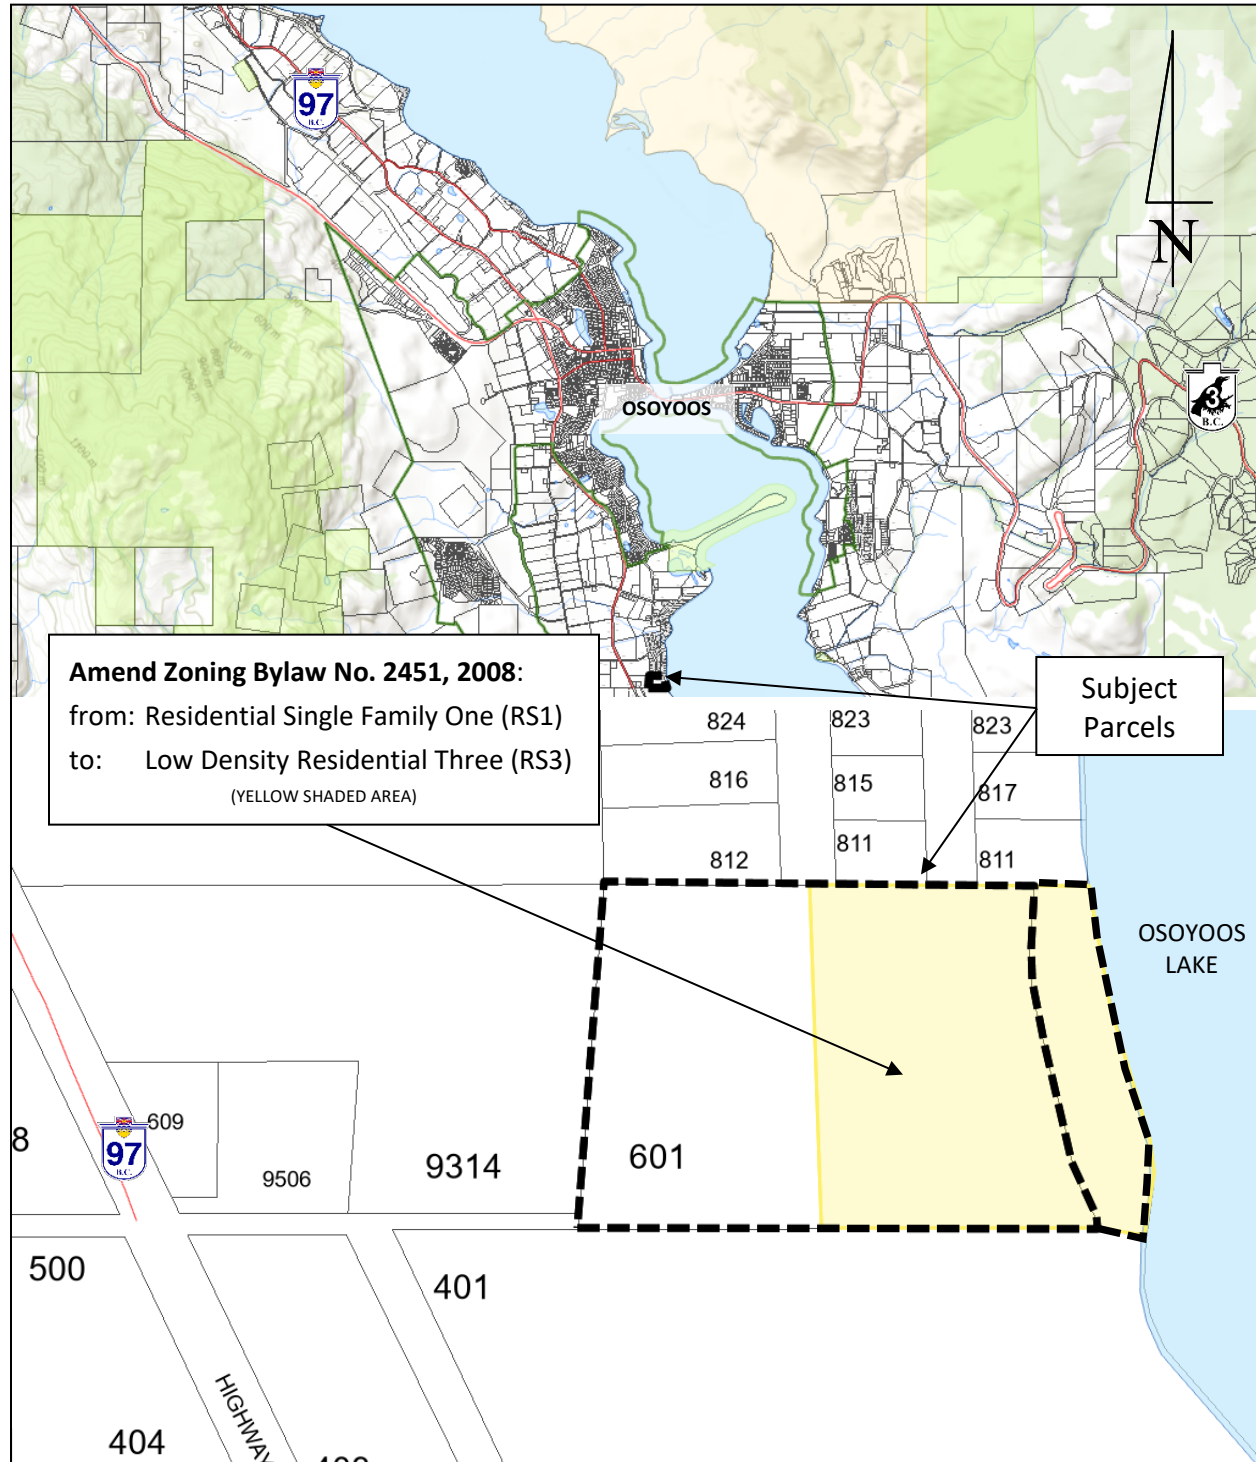 97
B.C.
N
3
B.C.
OSOYOOS
Amend Zoning Bylaw No. 2451, 2008:
from: Residential Single Family One (RS1)
to: Low Density Residential Three (RS3)
(YELLOW SHADED AREA)
Subject
Parcels
824
823
823
816
815
817
812
811
811
OSOYOOS
LAKE
609
8
97
B.C.
9506
9314
601
500
401
HIGHWAY
404